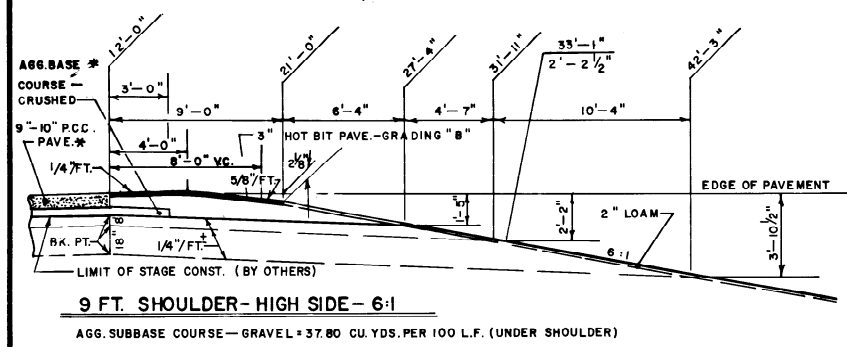 12'-0"
21'-0"
27'-4"
31'-11"
33'-1"
2'-2 1/2"
42'-3"
AGG. BASE *
COURSE -
CRUSHED
3'-0"
9'-0"
6'-4"
4'-7"
10'-4"
9"-10" P.C.C.
PAVE. *
4'-0"
3" HOT BIT PAVE.-GRADING "B"
8'-0" V.C.
2 1/8"
1/4"/FT.
5/8"/FT.
EDGE OF PAVEMENT
2'-2"
2" LOAM
3'-10 1/2"
8"
18"
BK. PT.
1/4"/FT.±
6:1
LIMIT OF STAGE CONST. (BY OTHERS)
9 FT. SHOULDER-HIGH SIDE-6:1
AGG. SUBBASE COURSE-GRAVEL = 37.80 CU. YDS. PER 100 L.F. (UNDER SHOULDER)